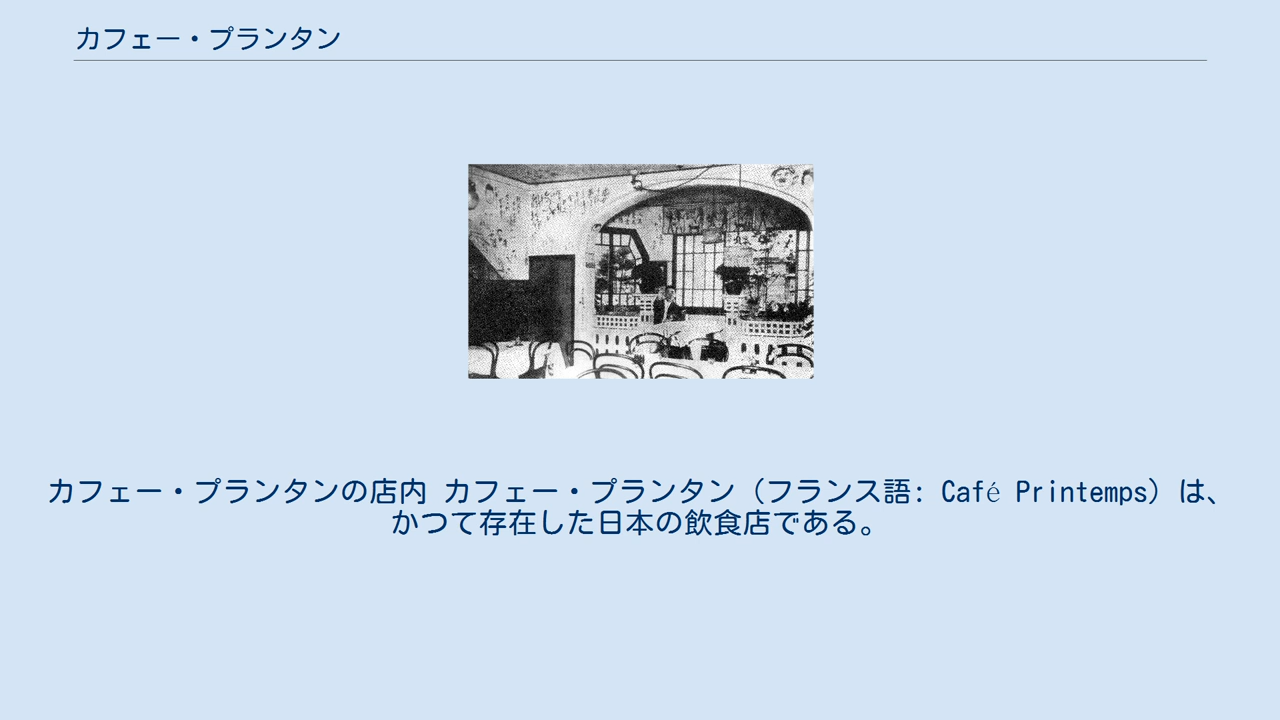 カフェー・プランタン
カフェー・プランタンの店内 カフェー・プランタン（フランス語: Café Printemps）は、
かつて存在した日本の飲食店である。